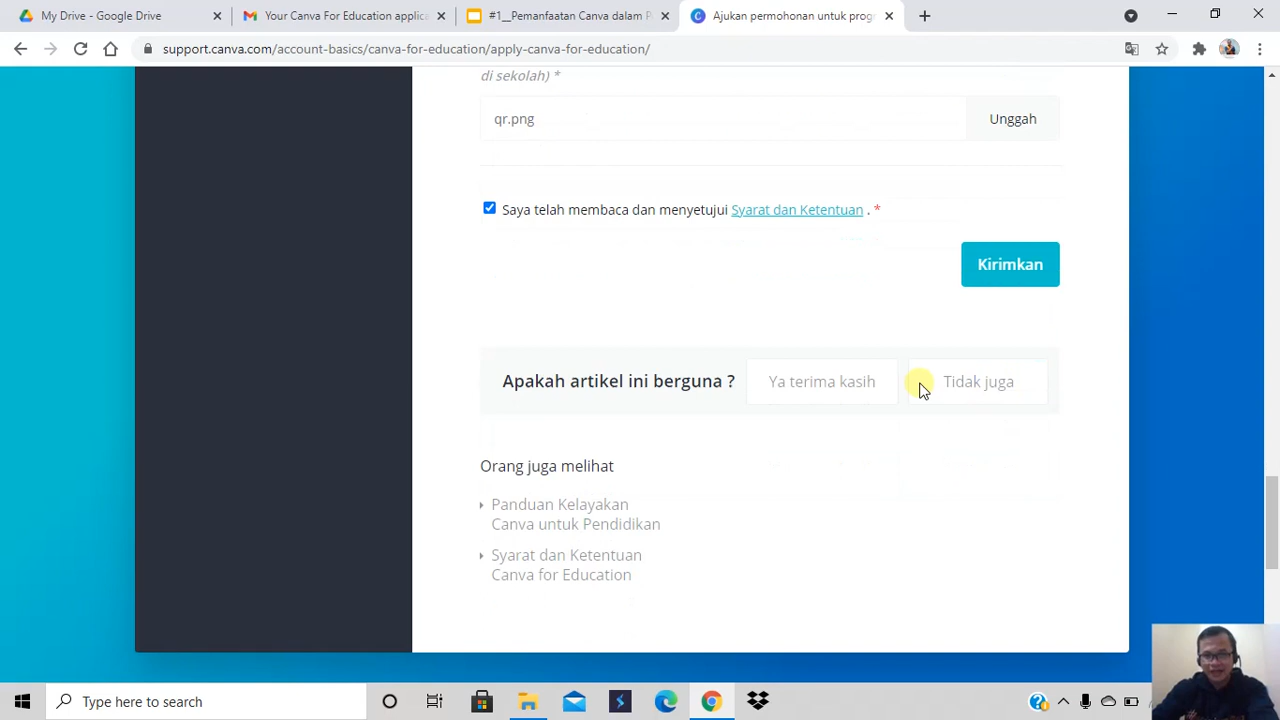 My Drive - Google Drive
Your Canva For Education applic
#1__Pemanfaatan Canva dalam P
Ajukan permohonan untuk prog
support.canva.com/account-basics/canva-for-education/apply-canva-for-education/
di sekolah) *
qr.png
Unggah
Saya telah membaca dan menyetujui Syarat dan Ketentuan . *
Kirimkan
Apakah artikel ini berguna ?
Ya terima kasih
Tidak juga
Orang juga melihat
Panduan Kelayakan
Canva untuk Pendidikan
Syarat dan Ketentuan
Canva for Education
Type here to search